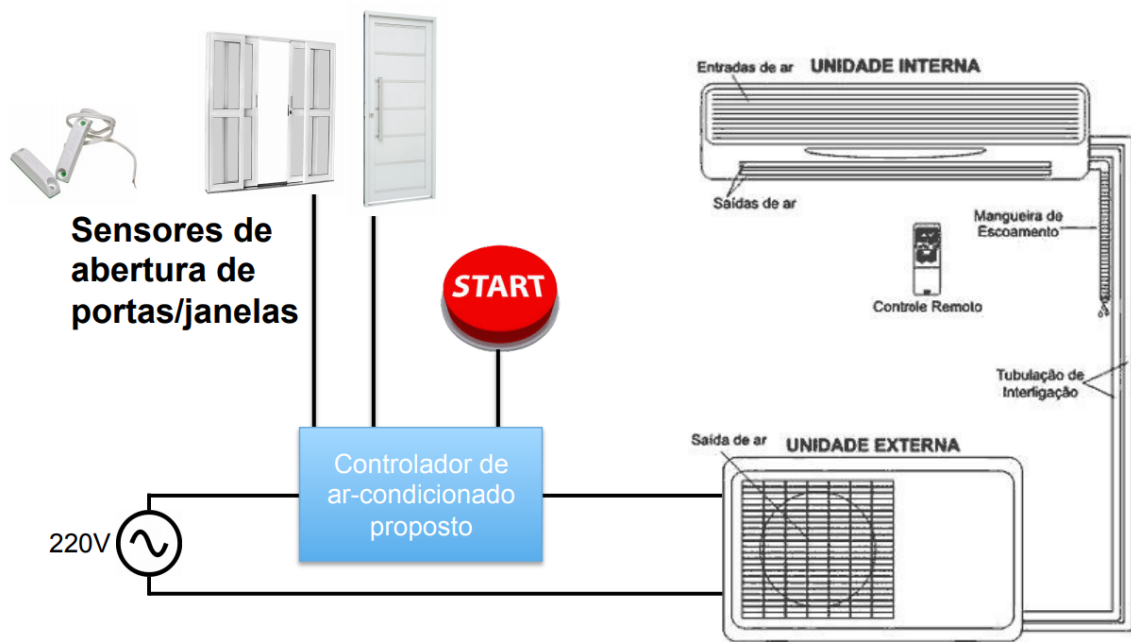 Sensores de
abertura de
portas/janelas
START
Controlador de
ar-condicionado
proposto
220V
Entradas de ar
UNIDADE INTERNA
Saídas de ar
Mangueira de
Escoamento
Controle Remoto
Tubulação de
Interligação
Saída de ar
UNIDADE EXTERNA